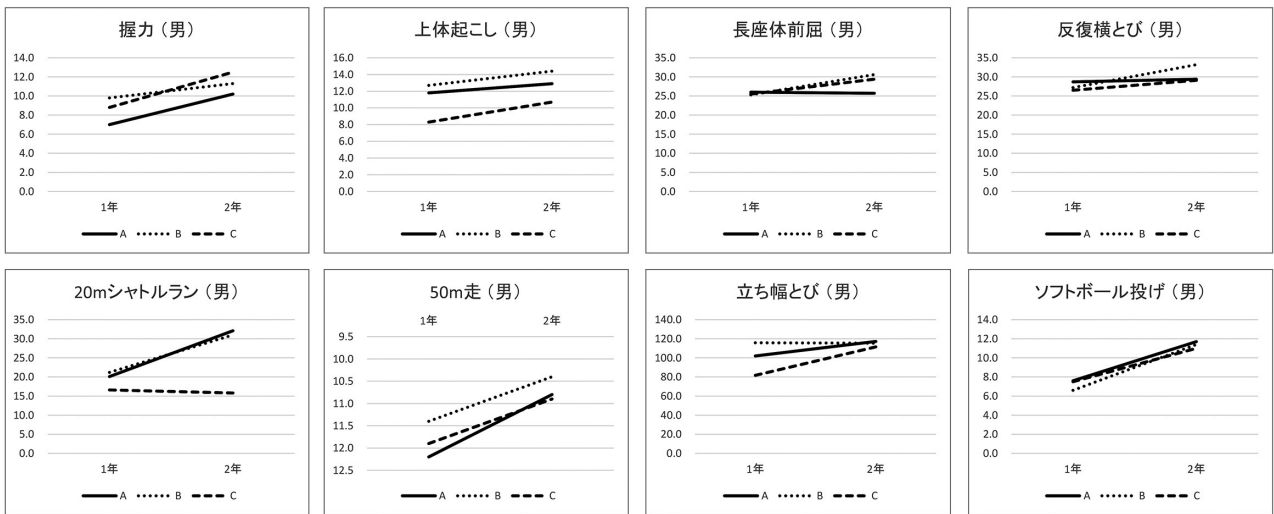 握力（男）
14.0
12.0
10.0
8.0
6.0
4.0
2.0
0.0
1年 2年
A B C
上体起こし（男）
16.0
14.0
12.0
10.0
8.0
6.0
4.0
2.0
0.0
1年 2年
A B C
長座体前屈（男）
35.0
30.0
25.0
20.0
15.0
10.0
5.0
0.0
1年 2年
A B C
反復横とび（男）
35.0
30.0
25.0
20.0
15.0
10.0
5.0
0.0
1年 2年
A B C
20mシャトルラン（男）
35.0
30.0
25.0
20.0
15.0
10.0
5.0
0.0
1年 2年
A B C
50m走（男）
1年 2年
9.5
10.0
10.5
11.0
11.5
12.0
12.5
A B C
立ち幅とび（男）
140.0
120.0
100.0
80.0
60.0
40.0
20.0
0.0
1年 2年
A B C
ソフトボール投げ（男）
14.0
12.0
10.0
8.0
6.0
4.0
2.0
0.0
1年 2年
A B C